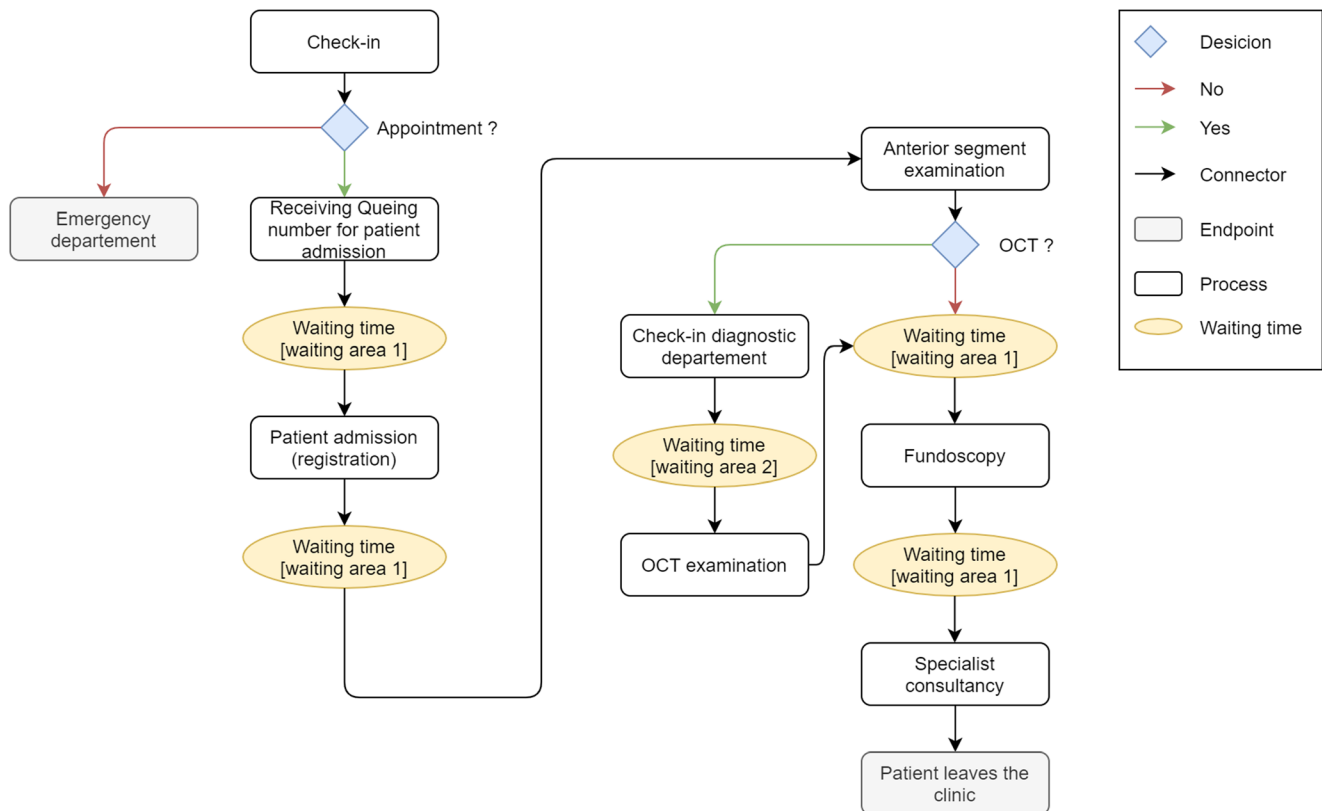 Check-in
Appointment ?
Emergency
departement
Receiving Queing
number for patient
admission
Waiting time
[waiting area 1]
Patient admission
(registration)
Waiting time
[waiting area 1]
Anterior segment
examination
OCT ?
Check-in diagnostic
departement
Waiting time
[waiting area 2]
OCT examination
Waiting time
[waiting area 1]
Fundoscopy
Waiting time
[waiting area 1]
Specialist
consultancy
Patient leaves the
clinic
Desicion
No
Yes
Connector
Endpoint
Process
Waiting time